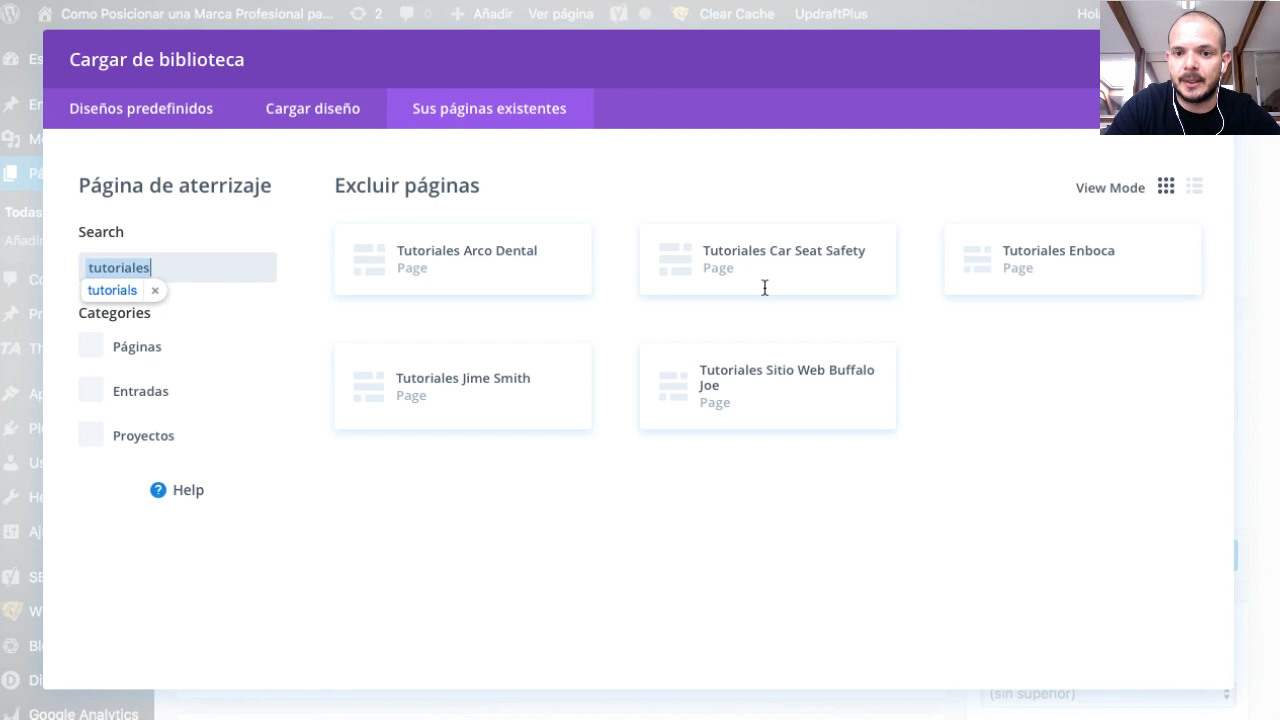 Como Posicionar una Marca Profesional pa...
2
0
Añadir
Ver página
Clear Cache
UpdraftPlus
Hola
Cargar de biblioteca
Diseños predefinidos
Cargar diseño
Sus páginas existentes
Página de aterrizaje
Excluir páginas
View Mode
Search
tutoriales
tutorials ×
Categories
Páginas
Entradas
Proyectos
? Help
Tutoriales Arco Dental
Page
Tutoriales Car Seat Safety
Page
Tutoriales Enboca
Page
Tutoriales Jime Smith
Page
Tutoriales Sitio Web Buffalo
Joe
Page
Todas
Añadir
SE
Google Analytics
(sin superior)